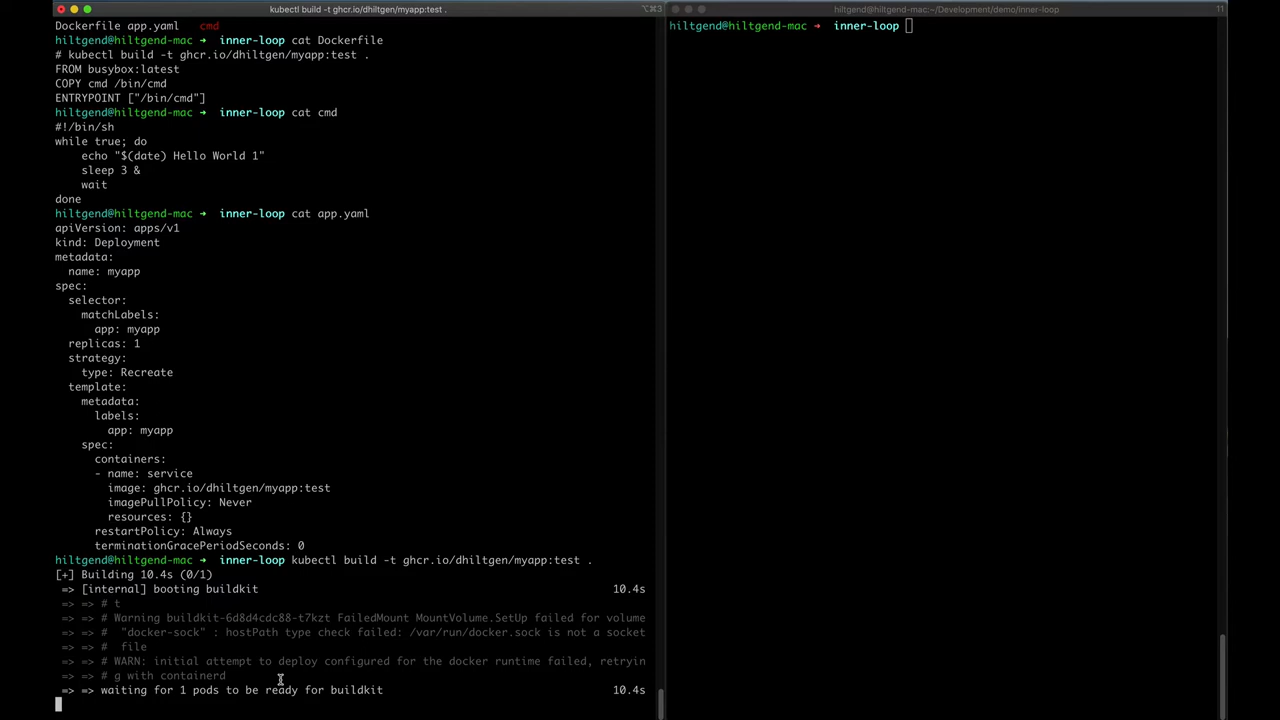 kubectl build -t ghcr.io/dhiltgen/myapp:test .
⌥⌘3
Dockerfile app.yaml   cmd
hiltgend@hiltgend-mac ➜  inner-loop cat Dockerfile
# kubectl build -t ghcr.io/dhiltgen/myapp:test .
FROM busybox:latest
COPY cmd /bin/cmd
ENTRYPOINT ["/bin/cmd"]
hiltgend@hiltgend-mac ➜  inner-loop cat cmd
#!/bin/sh
while true; do
    echo "$(date) Hello World 1"
    sleep 3 &
    wait
done
hiltgend@hiltgend-mac ➜  inner-loop cat app.yaml
apiVersion: apps/v1
kind: Deployment
metadata:
  name: myapp
spec:
  selector:
    matchLabels:
      app: myapp
  replicas: 1
  strategy:
    type: Recreate
  template:
    metadata:
      labels:
        app: myapp
    spec:
      containers:
      - name: service
        image: ghcr.io/dhiltgen/myapp:test
        imagePullPolicy: Never
        resources: {}
      restartPolicy: Always
      terminationGracePeriodSeconds: 0
hiltgend@hiltgend-mac ➜  inner-loop kubectl build -t ghcr.io/dhiltgen/myapp:test .
[+] Building 10.4s (0/1)
 => [internal] booting buildkit 10.4s
 => => # t
 => => # Warning buildkit-6d8d4cdc88-t7kzt FailedMount MountVolume.SetUp failed for volume
 => => #  "docker-sock" : hostPath type check failed: /var/run/docker.sock is not a socket
 => => #  file
 => => # WARN: initial attempt to deploy configured for the docker runtime failed, retryin
 => => # g with containerd
 => => waiting for 1 pods to be ready for buildkit 10.4s
hiltgend@hiltgend-mac:~/Development/demo/inner-loop
11
hiltgend@hiltgend-mac ➜  inner-loop